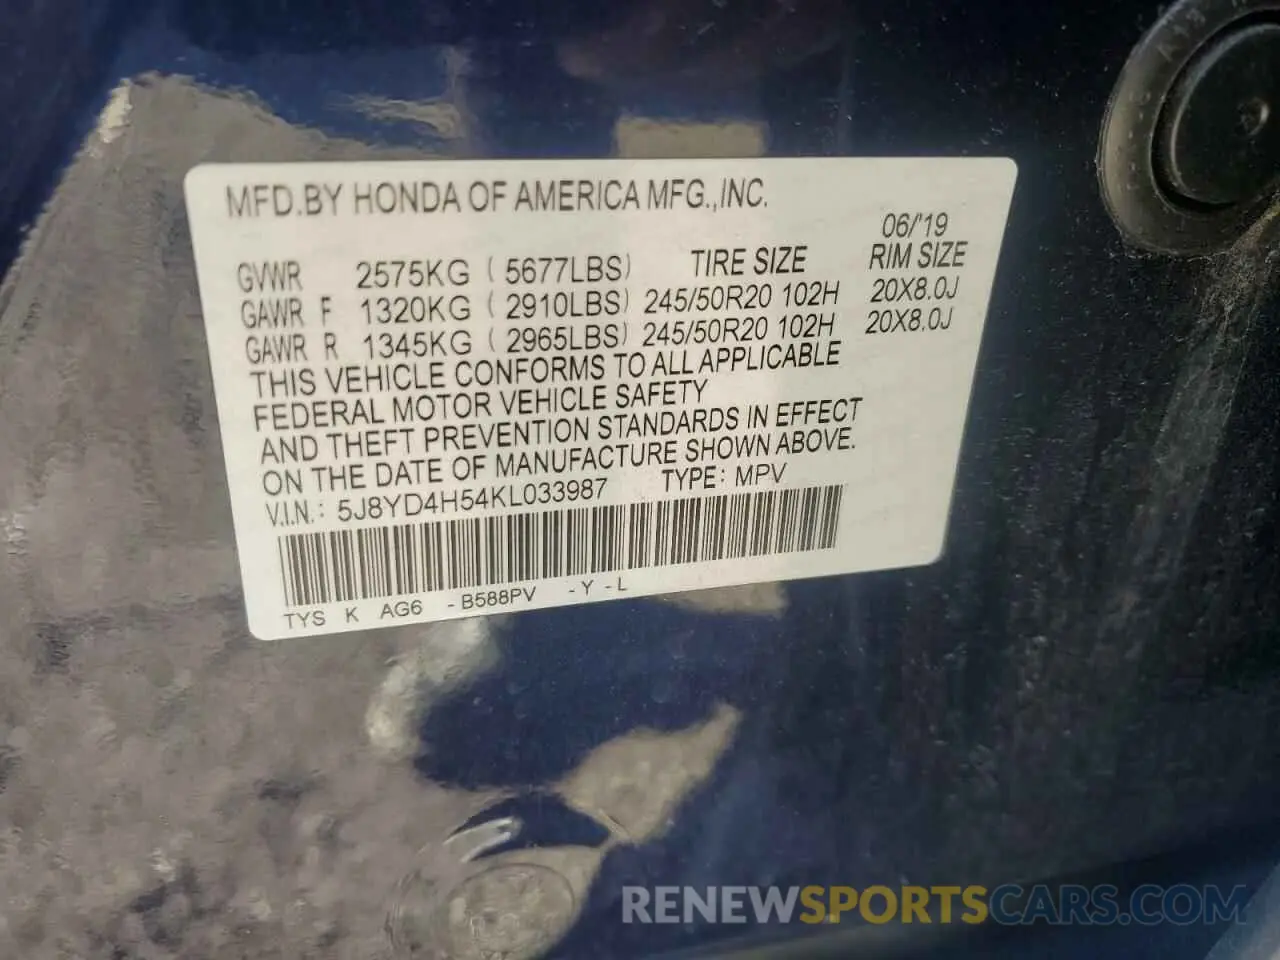 MFD.BY HONDA OF AMERICA MFG.,INC.
06/'19
GVWR 2575KG ( 5677LBS) TIRE SIZE RIM SIZE
GAWR F 1320KG ( 2910LBS) 245/50R20 102H 20X8.0J
GAWR R 1345KG ( 2965LBS) 245/50R20 102H 20X8.0J
THIS VEHICLE CONFORMS TO ALL APPLICABLE
FEDERAL MOTOR VEHICLE SAFETY
AND THEFT PREVENTION STANDARDS IN EFFECT
ON THE DATE OF MANUFACTURE SHOWN ABOVE.
V.I.N.: 5J8YD4H54KL033987 TYPE: MPV
TYS K AG6 -B588PV -Y -L
RENEWSPORTSCARS.COM